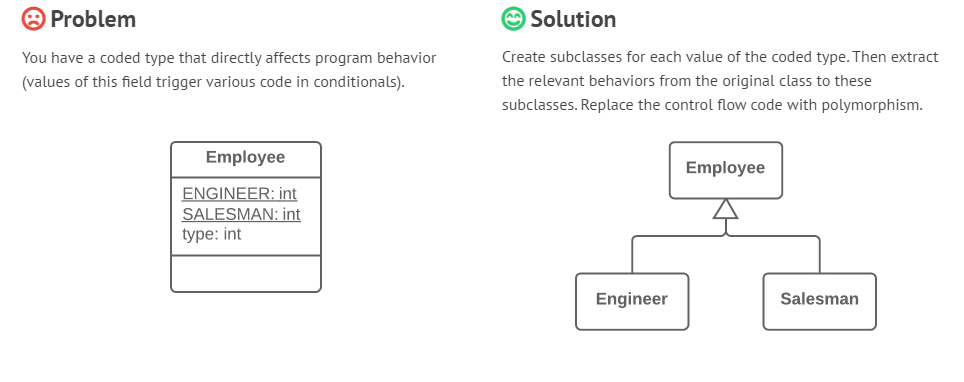 Problem
You have a coded type that directly affects program behavior
(values of this field trigger various code in conditionals).
Employee
ENGINEER: int
SALESMAN: int
type: int
Solution
Create subclasses for each value of the coded type. Then extract
the relevant behaviors from the original class to these
subclasses. Replace the control flow code with polymorphism.
Employee
Engineer
Salesman